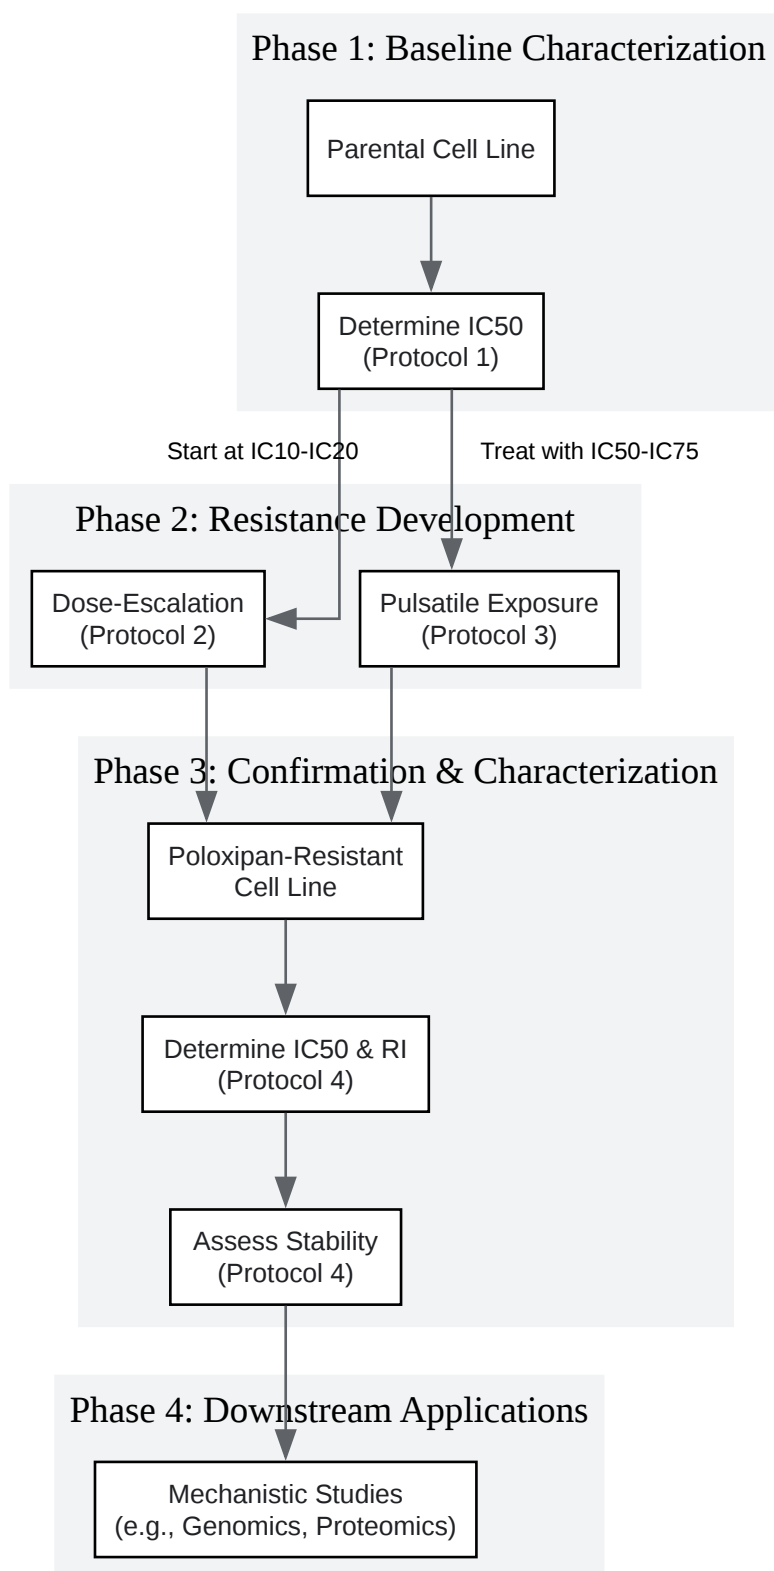 Phase 1: Baseline Characterization
Parental Cell Line
Determine IC50
(Protocol 1)
Start at IC10-IC20
Treat with IC50-IC75
Phase 2: Resistance Development
Dose-Escalation
(Protocol 2)
Pulsatile Exposure
(Protocol 3)
Phase 3: Confirmation & Characterization
Poloxipan-Resistant
Cell Line
Determine IC50 & RI
(Protocol 4)
Assess Stability
(Protocol 4)
Phase 4: Downstream Applications
Mechanistic Studies
(e.g., Genomics, Proteomics)